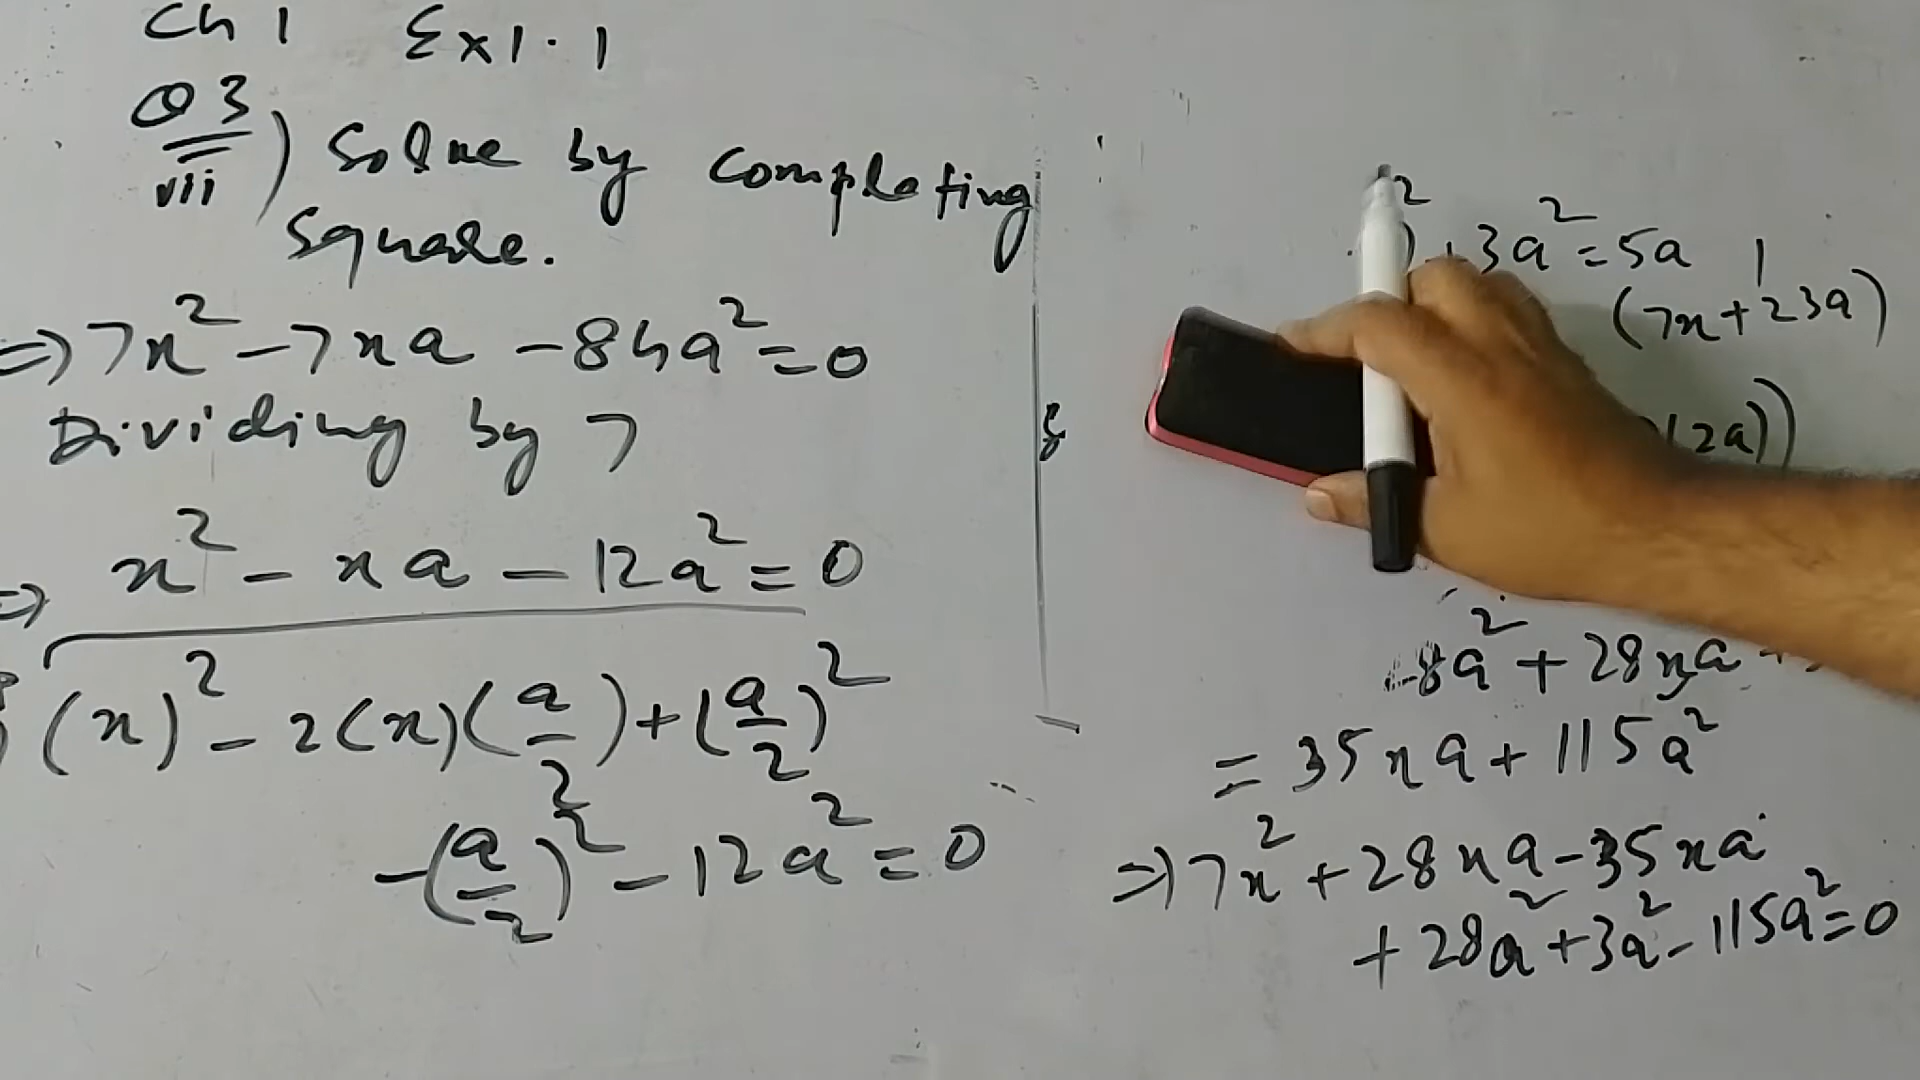 Ch 1 Ex 1.1
Q3
vii) Solve by completing
square.
=> 7x² - 7xa - 84a² = 0
Dividing by 7
=> x² - xa - 12a² = 0
(x)² - 2(x)(a/2) + (a/2)²
-(a/2)² - 12a² = 0
)² + 3a² = 5a
(7x+23a)
2a))
8a² + 28xa +
= 35xa + 115a²
=> 7x² + 28xa - 35xa
+ 28a² + 3a² - 115a² = 0